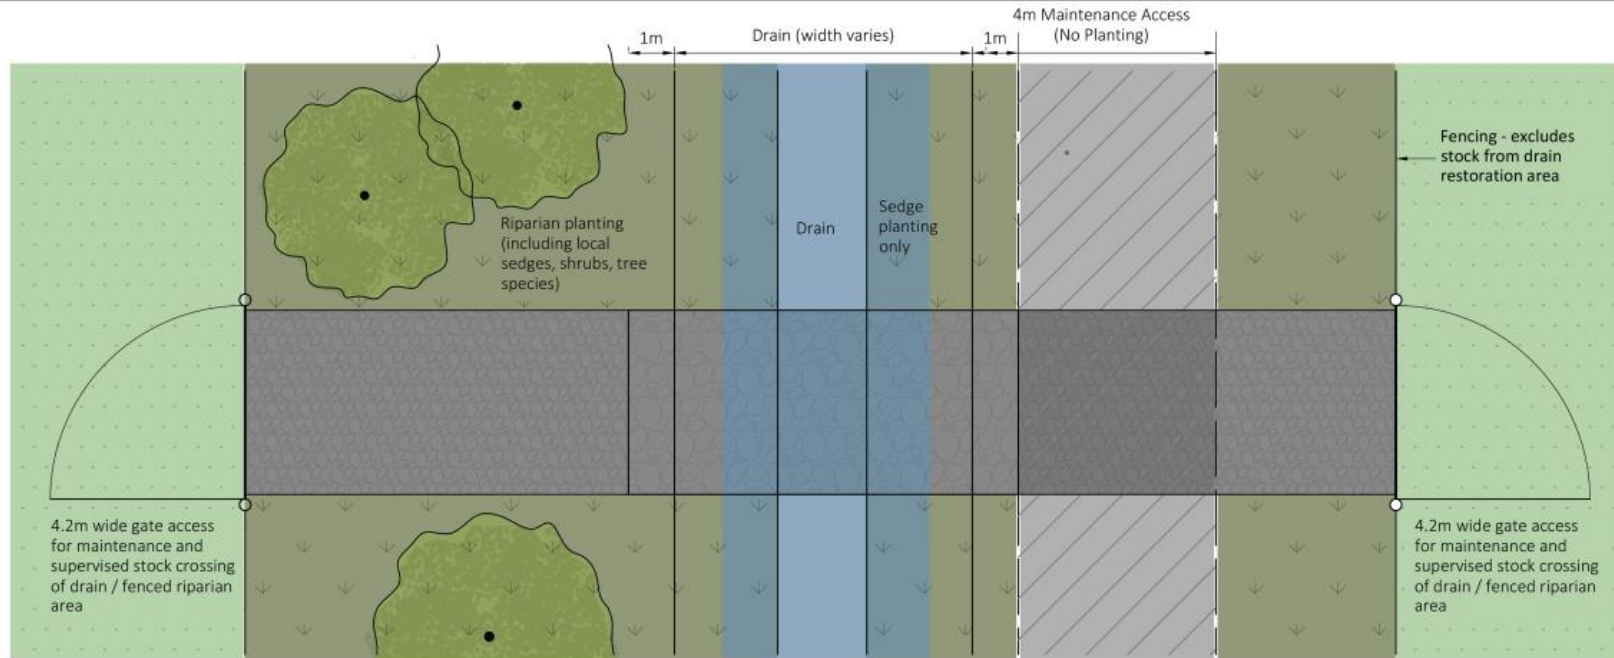 4m Maintenance Access
(No Planting)
1m
Drain (width varies)
1m
Fencing - excludes
stock from drain
restoration area
Riparian planting
(including local
sedges, shrubs, tree
species)
Drain
Sedge
planting
only
4.2m wide gate access
for maintenance and
supervised stock crossing
of drain / fenced riparian
area
4.2m wide gate access
for maintenance and
supervised stock crossing
of drain / fenced riparian
area